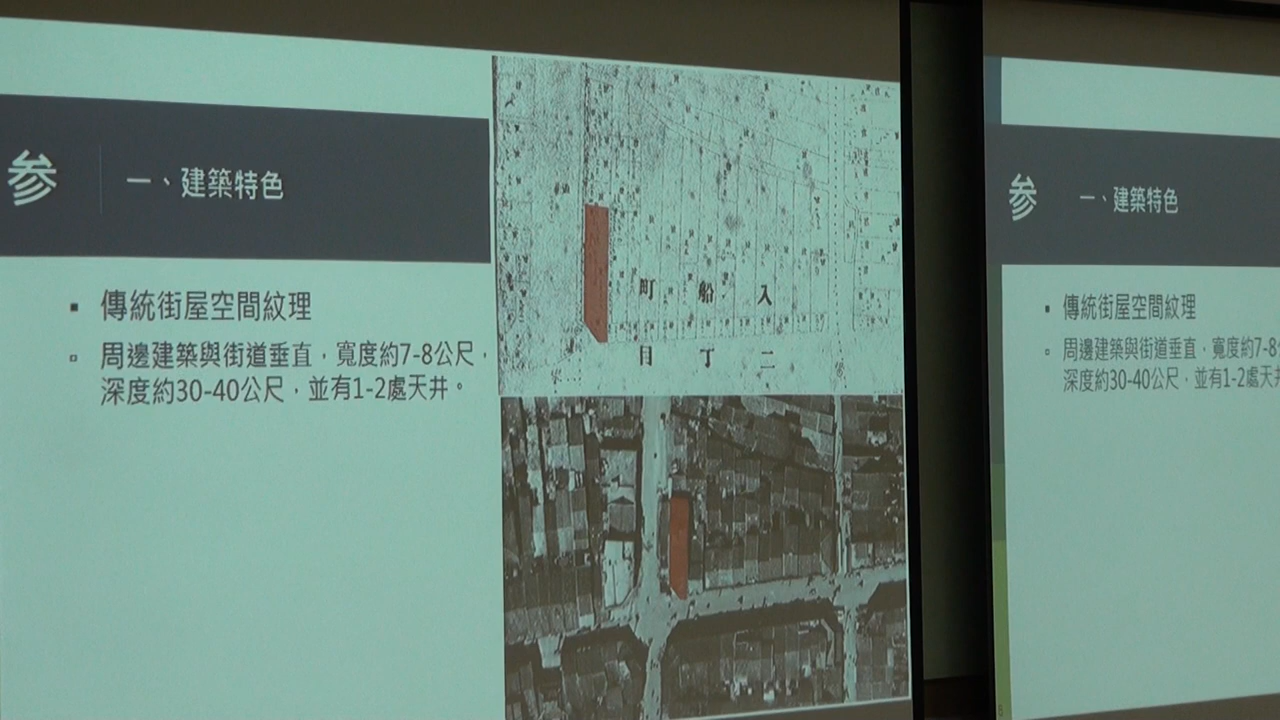 参
一、建築特色
▪ 傳統街屋空間紋理
▫ 周邊建築與街道垂直，寬度約7-8公尺，
深度約30-40公尺，並有1-2處天井。
町船入
目丁二
参
一、建築特色
▪ 傳統街屋空間紋理
▫ 周邊建築與街道垂直，寬度約7-8
深度約30-40公尺，並有1-2處天